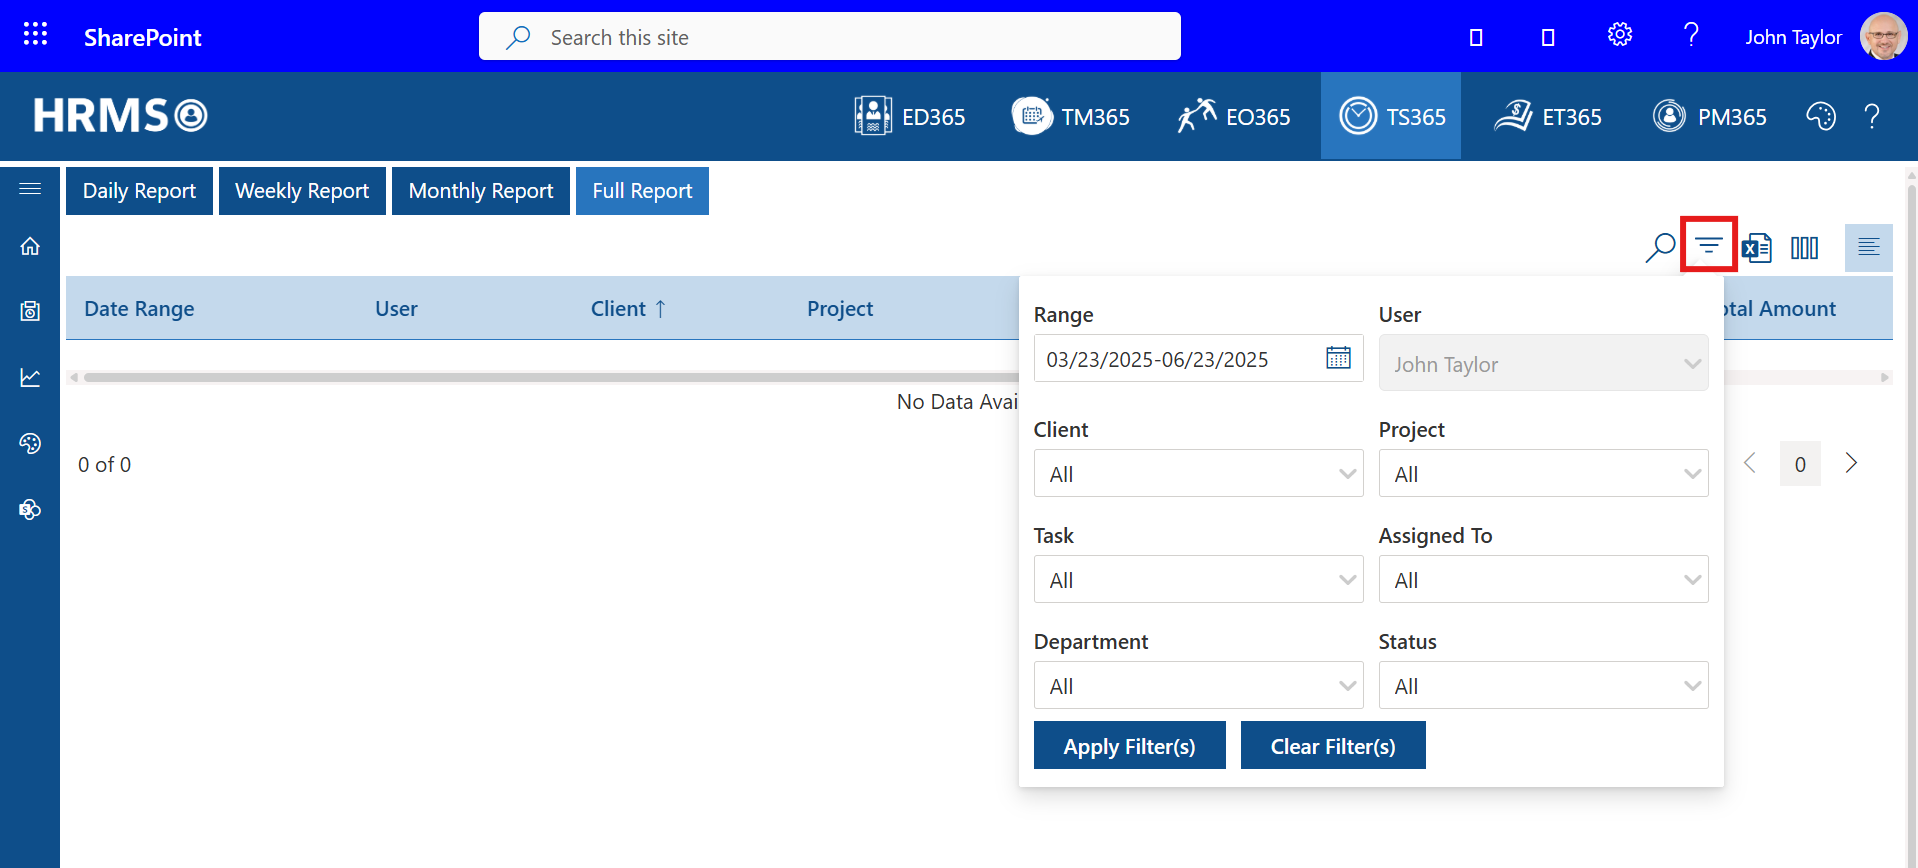 SharePoint
Search this site
?
John Taylor
HRMS
ED365
TM365
EO365
TS365
ET365
PM365
?
Daily Report
Weekly Report
Monthly Report
Full Report
Date Range
User
Client ↑
Project
otal Amount
Range
User
03/23/2025-06/23/2025
John Taylor
No Data Avai
Client
Project
All
All
0 of 0
0
Task
Assigned To
All
All
Department
Status
All
All
Apply Filter(s)
Clear Filter(s)